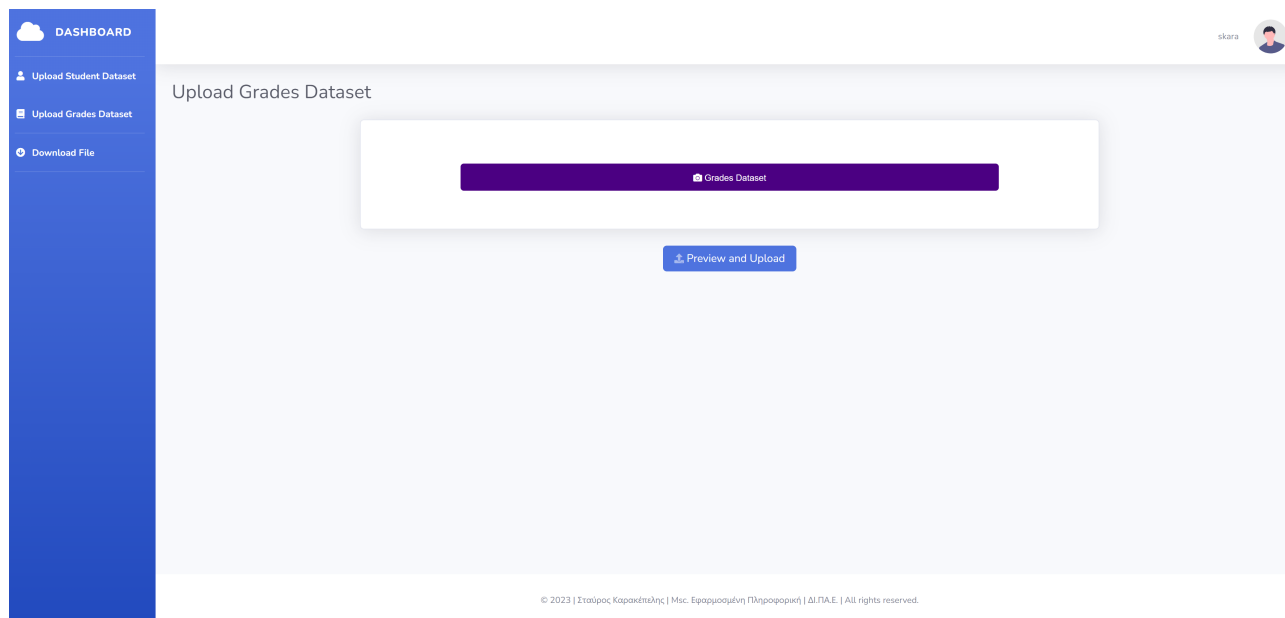 DASHBOARD
skara
Upload Student Dataset
Upload Grades Dataset
Download File
Upload Grades Dataset
Grades Dataset
Preview and Upload
© 2023 | Σταύρος Καρακέπελης | Msc. Εφαρμοσμένη Πληροφορική | ΔΙ.ΠΑ.Ε. | All rights reserved.